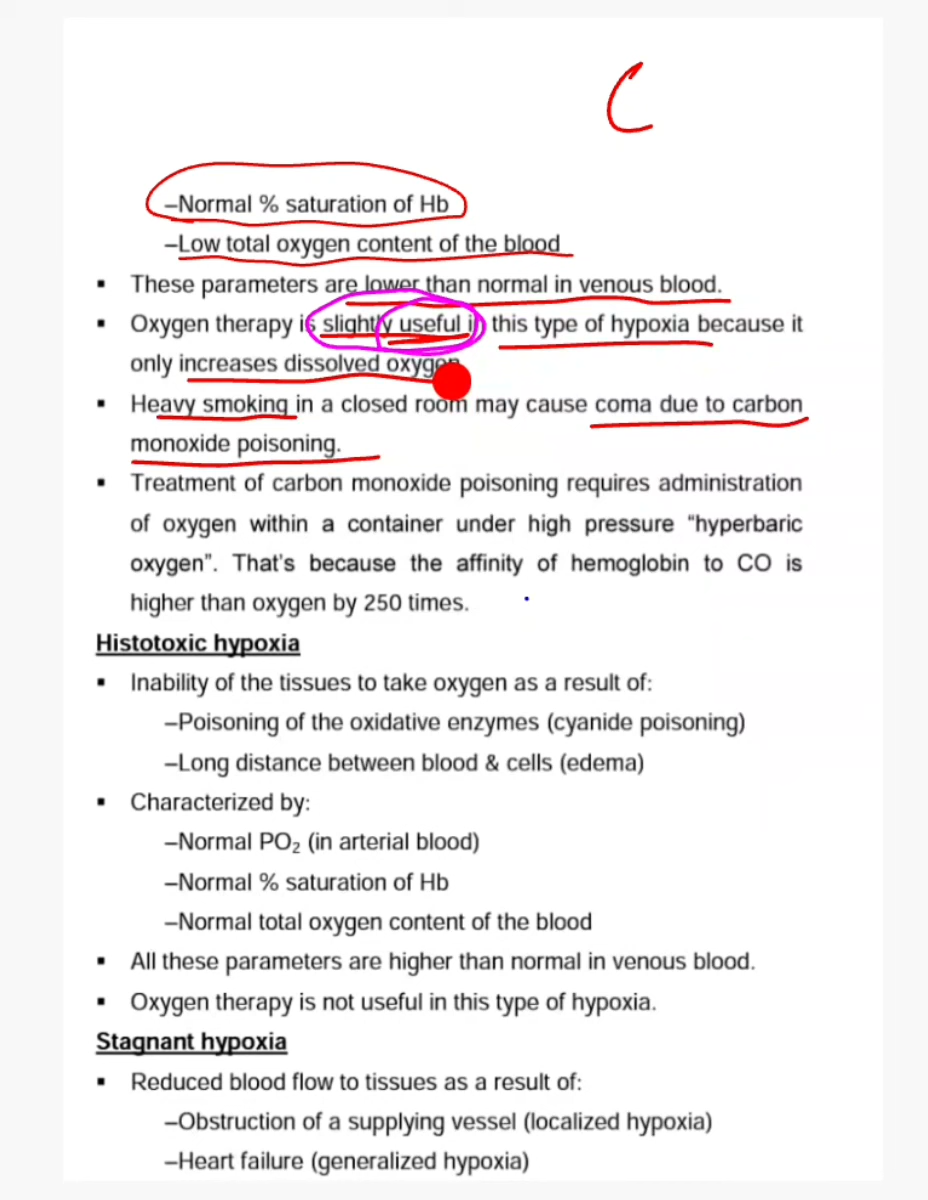 C
–Normal % saturation of Hb
–Low total oxygen content of the blood
▪ These parameters are lower than normal in venous blood.
▪ Oxygen therapy is slightly useful in this type of hypoxia because it
only increases dissolved oxygen
▪ Heavy smoking in a closed room may cause coma due to carbon
monoxide poisoning.
▪ Treatment of carbon monoxide poisoning requires administration
of oxygen within a container under high pressure “hyperbaric
oxygen”. That’s because the affinity of hemoglobin to CO is
higher than oxygen by 250 times.
Histotoxic hypoxia
▪ Inability of the tissues to take oxygen as a result of:
–Poisoning of the oxidative enzymes (cyanide poisoning)
–Long distance between blood & cells (edema)
▪ Characterized by:
–Normal PO₂ (in arterial blood)
–Normal % saturation of Hb
–Normal total oxygen content of the blood
▪ All these parameters are higher than normal in venous blood.
▪ Oxygen therapy is not useful in this type of hypoxia.
Stagnant hypoxia
▪ Reduced blood flow to tissues as a result of:
–Obstruction of a supplying vessel (localized hypoxia)
–Heart failure (generalized hypoxia)